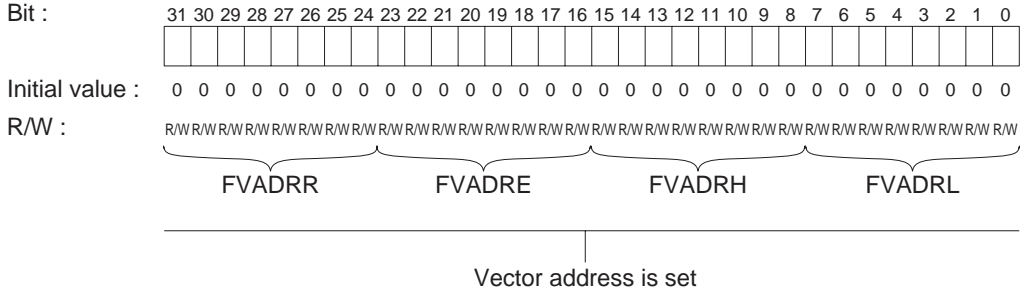 Bit : 31 30 29 28 27 26 25 24 23 22 21 20 19 18 17 16 15 14 13 12 11 10 9 8 7 6 5 4 3 2 1 0
Initial value : 0 0 0 0 0 0 0 0 0 0 0 0 0 0 0 0 0 0 0 0 0 0 0 0 0 0 0 0 0 0 0 0
R/W : R/W R/W R/W R/W R/W R/W R/W R/W R/W R/W R/W R/W R/W R/W R/W R/W R/W R/W R/W R/W R/W R/W R/W R/W R/W R/W R/W R/W R/W R/W R/W R/W
FVADRR FVADRE FVADRH FVADRL
Vector address is set